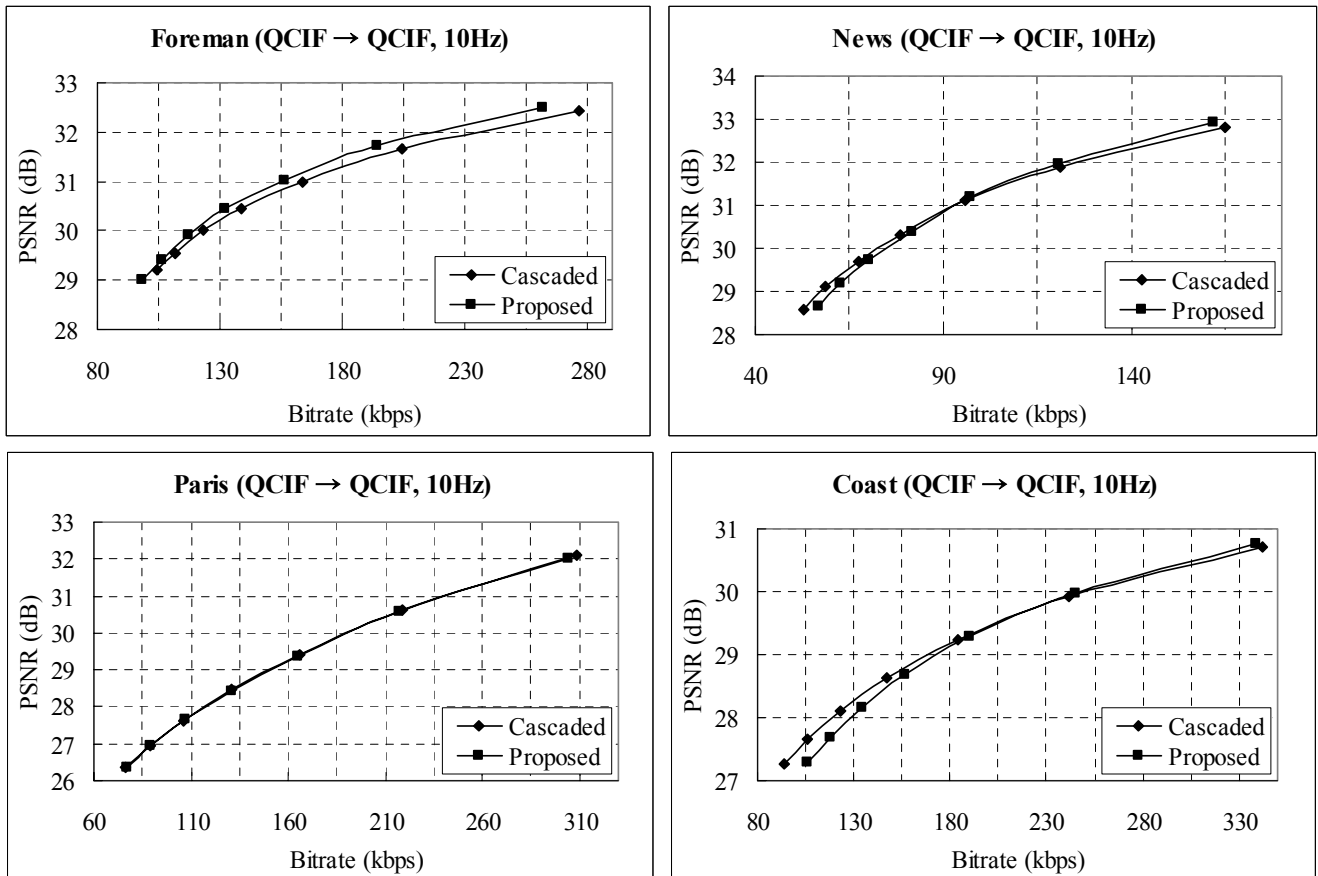 Foreman (QCIF → QCIF, 10Hz)
33
32
31
30
29
28
PSNR (dB)
80 130 180 230 280
Bitrate (kbps)
Cascaded
Proposed
News (QCIF → QCIF, 10Hz)
34
33
32
31
30
29
28
PSNR (dB)
40 90 140
Bitrate (kbps)
Cascaded
Proposed
Paris (QCIF → QCIF, 10Hz)
33
32
31
30
29
28
27
26
PSNR (dB)
60 110 160 210 260 310
Bitrate (kbps)
Cascaded
Proposed
Coast (QCIF → QCIF, 10Hz)
31
30
29
28
27
PSNR (dB)
80 130 180 230 280 330
Bitrate (kbps)
Cascaded
Proposed